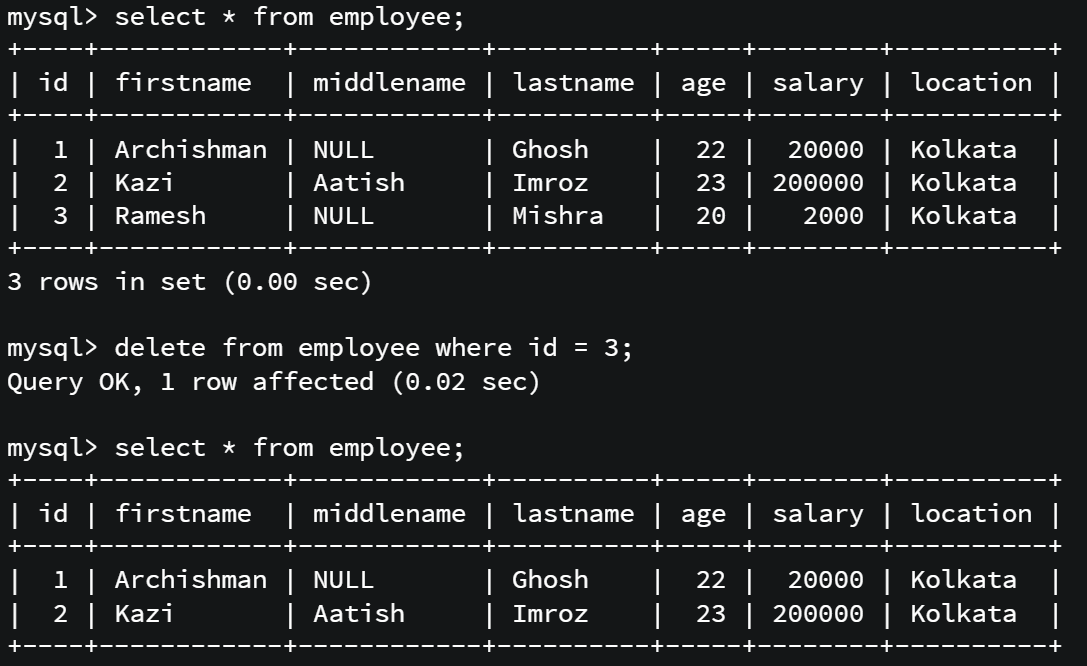 mysql> select * from employee;
+----+------------+------------+----------+-----+--------+----------+
| id | firstname  | middlename | lastname | age | salary | location |
+----+------------+------------+----------+-----+--------+----------+
|  1 | Archishman | NULL       | Ghosh    |  22 |  20000 | Kolkata  |
|  2 | Kazi       | Aatish     | Imroz    |  23 | 200000 | Kolkata  |
|  3 | Ramesh     | NULL       | Mishra   |  20 |   2000 | Kolkata  |
+----+------------+------------+----------+-----+--------+----------+
3 rows in set (0.00 sec)

mysql> delete from employee where id = 3;
Query OK, 1 row affected (0.02 sec)

mysql> select * from employee;
+----+------------+------------+----------+-----+--------+----------+
| id | firstname  | middlename | lastname | age | salary | location |
+----+------------+------------+----------+-----+--------+----------+
|  1 | Archishman | NULL       | Ghosh    |  22 |  20000 | Kolkata  |
|  2 | Kazi       | Aatish     | Imroz    |  23 | 200000 | Kolkata  |
+----+------------+------------+----------+-----+--------+----------+